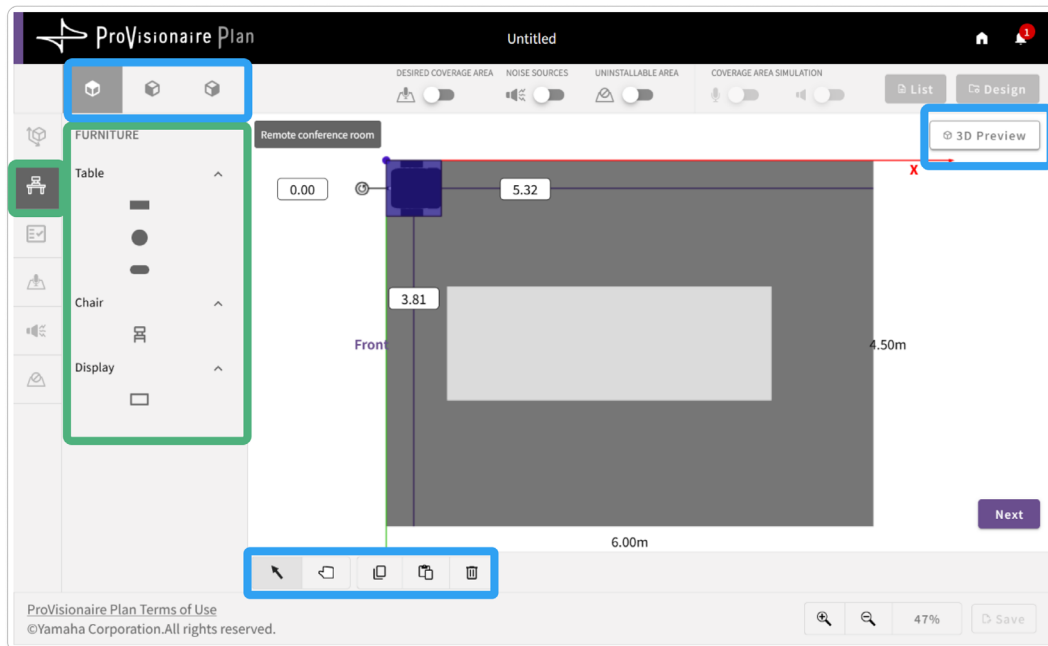 ProVisionaire Plan
Untitled
1
DESIRED COVERAGE AREA
NOISE SOURCES
UNINSTALLABLE AREA
COVERAGE AREA SIMULATION
List
Design
FURNITURE
Remote conference room
3D Preview
Table
X
0.00
5.32
Chair
3.81
Front
4.50m
Display
Next
6.00m
ProVisionaire Plan Terms of Use
©Yamaha Corporation.All rights reserved.
47%
Save